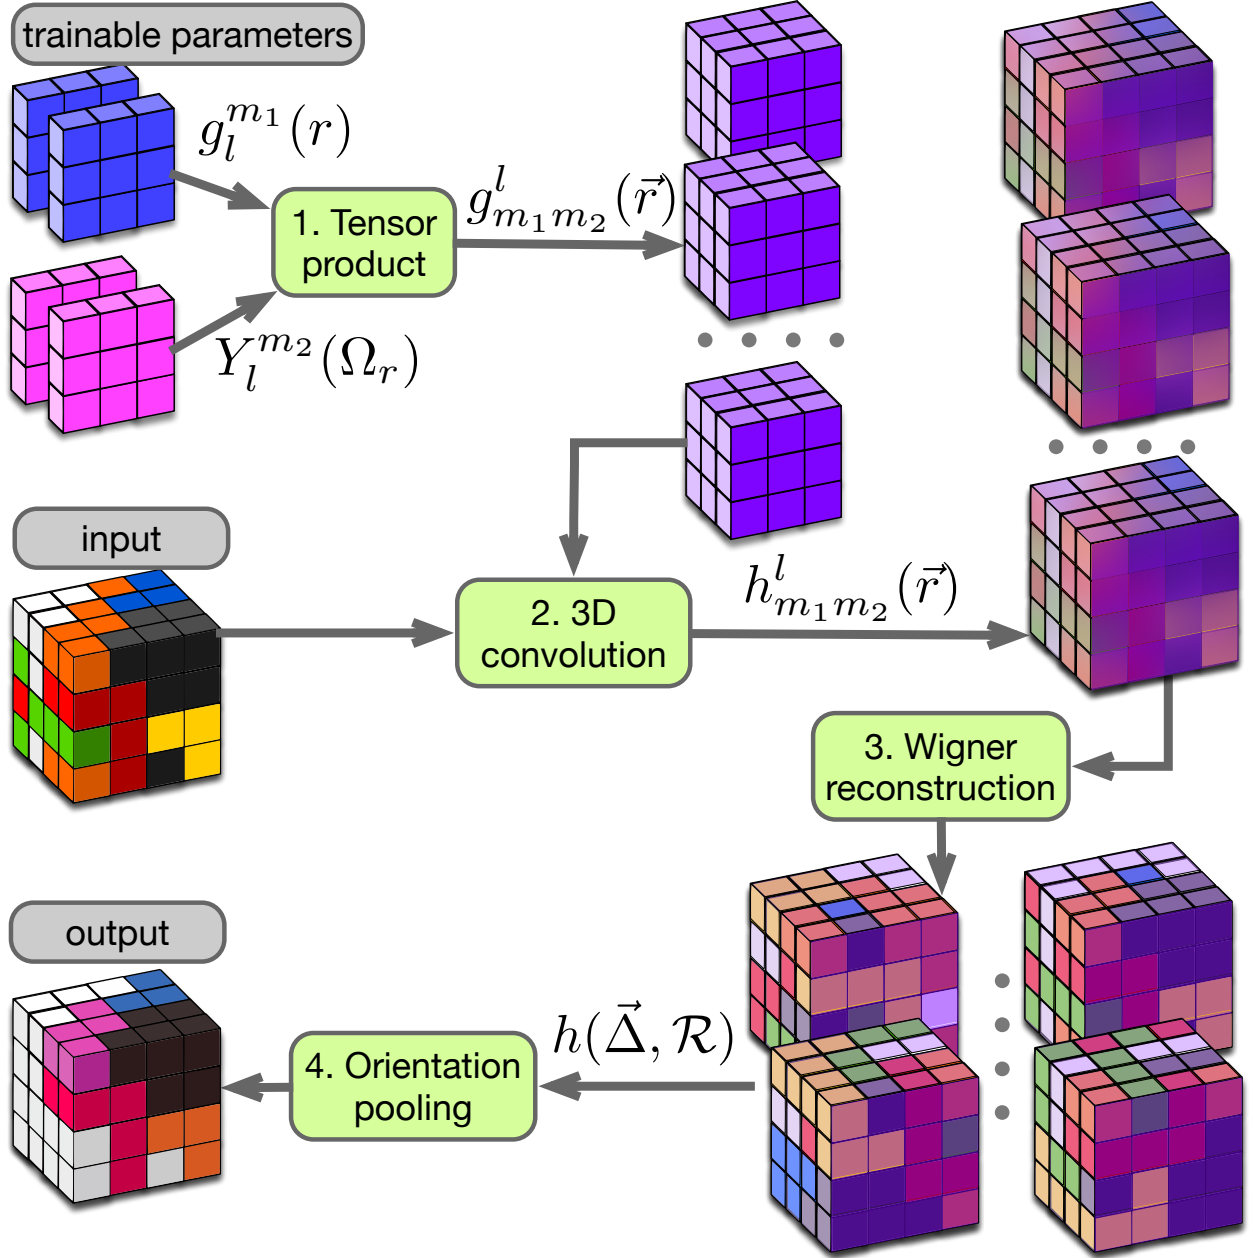 trainable parameters
$g_l^{m_1}(r)$
1. Tensor
product
$g^l_{m_1 m_2}(\vec{r})$
$Y_l^{m_2}(\Omega_r)$
input
2. 3D
convolution
$h^l_{m_1 m_2}(\vec{r})$
3. Wigner
reconstruction
output
4. Orientation
pooling
$h(\vec{\Delta}, \mathcal{R})$